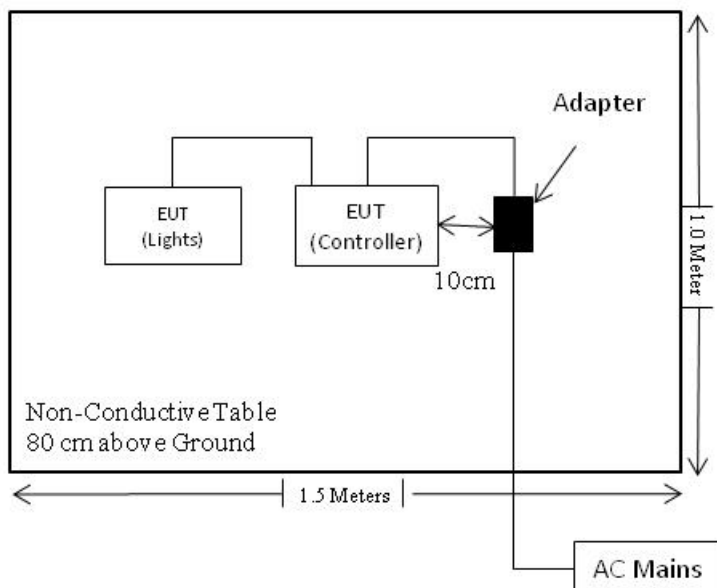 Adapter
EUT
(Lights)
EUT
(Controller)
10cm
1.0 Meter
Non-Conductive Table
80 cm above Ground
1.5 Meters
AC Mains